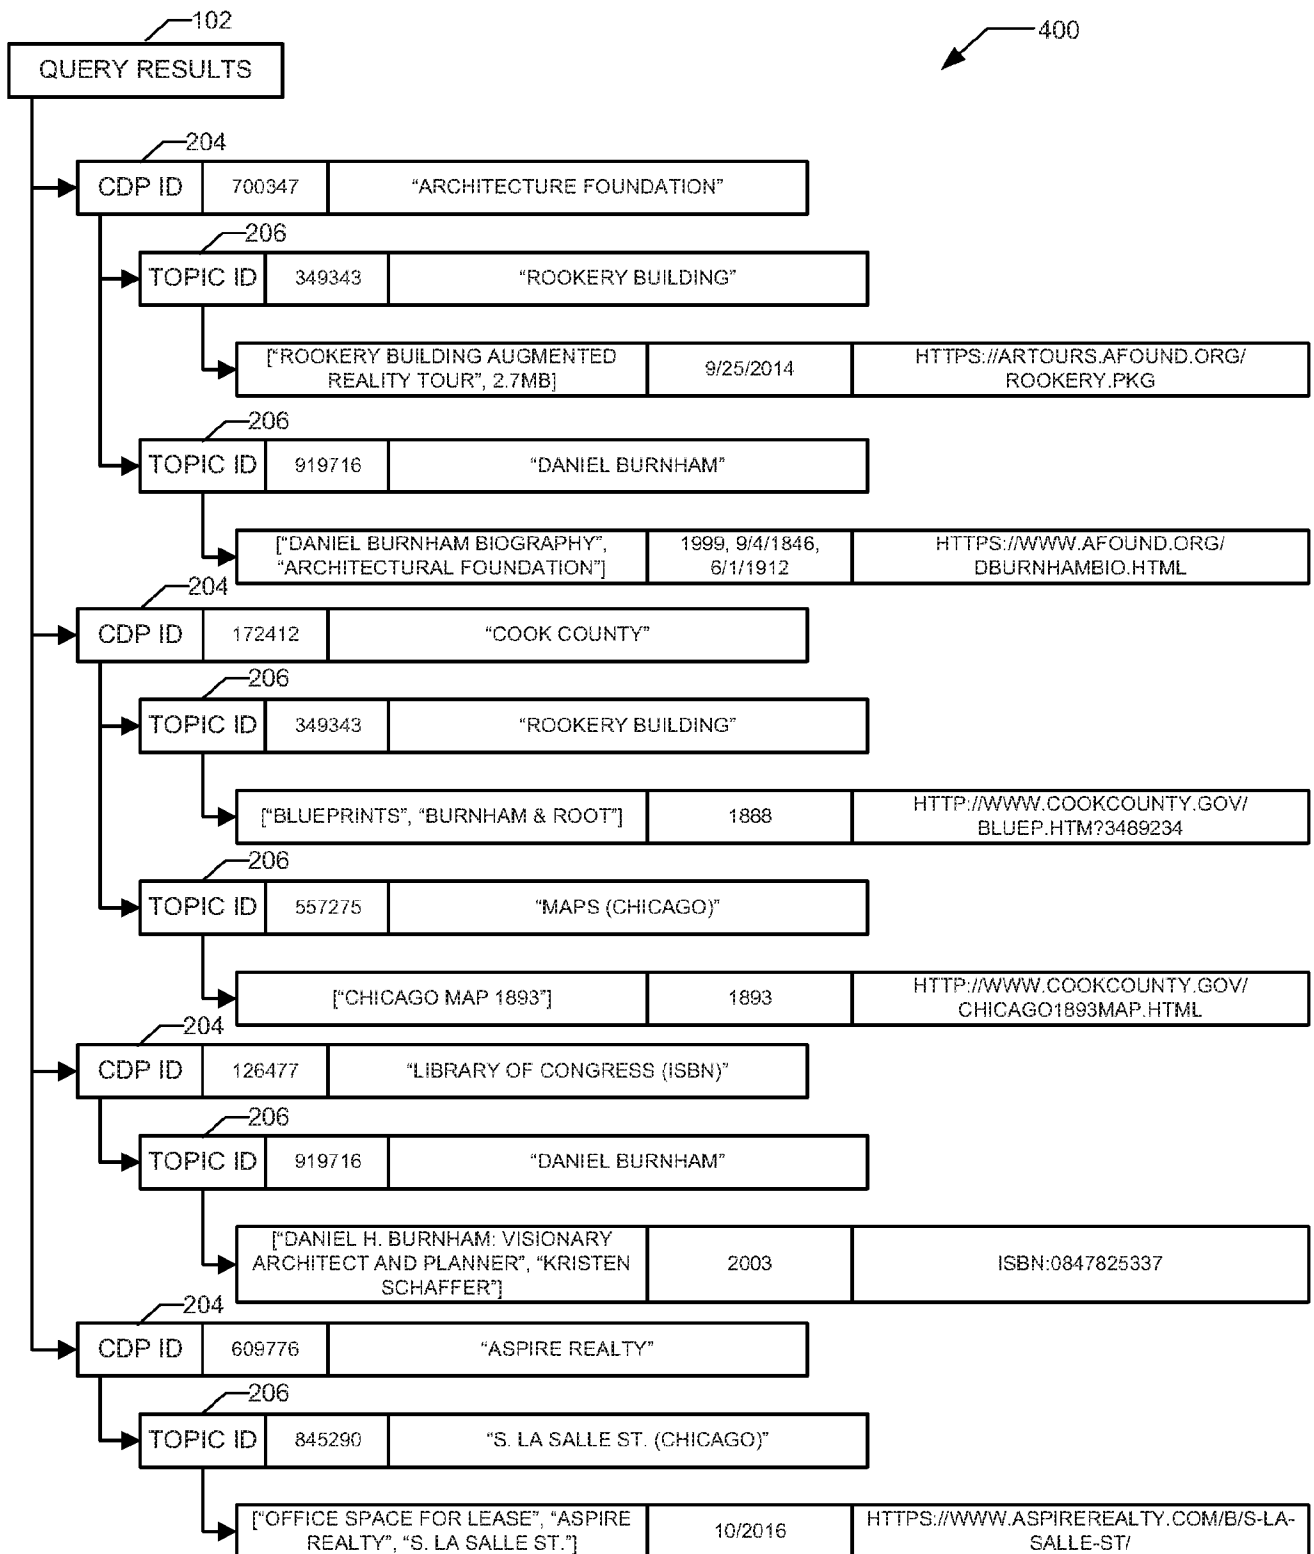 102
400
QUERY RESULTS
204
CDP ID 700347 “ARCHITECTURE FOUNDATION”
206
TOPIC ID 349343 “ROOKERY BUILDING”
[“ROOKERY BUILDING AUGMENTED
REALITY TOUR”, 2.7MB]
9/25/2014
HTTPS://ARTOURS.AFOUND.ORG/
ROOKERY.PKG
206
TOPIC ID 919716 “DANIEL BURNHAM”
[“DANIEL BURNHAM BIOGRAPHY”,
“ARCHITECTURAL FOUNDATION”]
1999, 9/4/1846,
6/1/1912
HTTPS://WWW.AFOUND.ORG/
DBURNHAMBIO.HTML
204
CDP ID 172412 “COOK COUNTY”
206
TOPIC ID 349343 “ROOKERY BUILDING”
[“BLUEPRINTS”, “BURNHAM & ROOT”]
1888
HTTP://WWW.COOKCOUNTY.GOV/
BLUEP.HTM?3489234
206
TOPIC ID 557275 “MAPS (CHICAGO)”
[“CHICAGO MAP 1893”]
1893
HTTP://WWW.COOKCOUNTY.GOV/
CHICAGO1893MAP.HTML
204
CDP ID 126477 “LIBRARY OF CONGRESS (ISBN)”
206
TOPIC ID 919716 “DANIEL BURNHAM”
[“DANIEL H. BURNHAM: VISIONARY
ARCHITECT AND PLANNER”, “KRISTEN
SCHAFFER”]
2003
ISBN:0847825337
204
CDP ID 609776 “ASPIRE REALTY”
206
TOPIC ID 845290 “S. LA SALLE ST. (CHICAGO)”
[“OFFICE SPACE FOR LEASE”, “ASPIRE
REALTY”, “S. LA SALLE ST.”]
10/2016
HTTPS://WWW.ASPIREREALTY.COM/B/S-LA-
SALLE-ST/